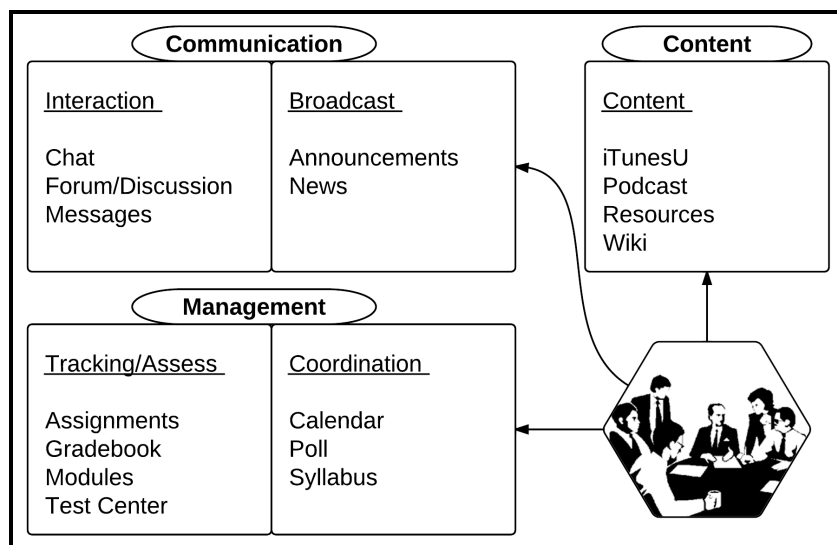 Communication
Interaction
Chat
Forum/Discussion
Messages
Broadcast
Announcements
News
Content
Content
iTunesU
Podcast
Resources
Wiki
Management
Tracking/Assess
Assignments
Gradebook
Modules
Test Center
Coordination
Calendar
Poll
Syllabus